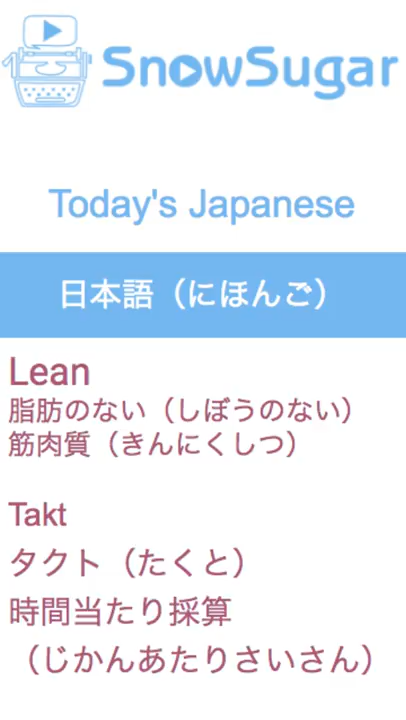 SnowSugar
Today's Japanese
日本語（にほんご）
Lean
脂肪のない（しぼうのない）
筋肉質（きんにくしつ）
Takt
タクト（たくと）
時間当たり採算
（じかんあたりさいさん）